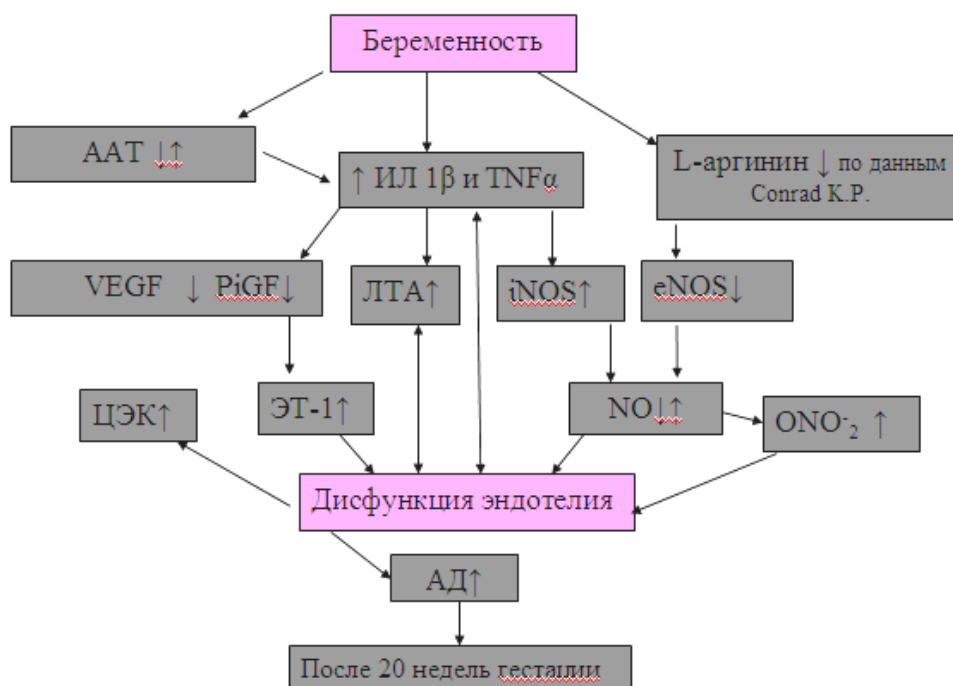 Беременность
ААТ ↓↑
↑ ИЛ 1β и TNFα
L-аргинин ↓ по данным
Conrad K.P.
VEGF ↓ PiGF↓
ЛТА↑
iNOS↑
eNOS↓
ЦЭК↑
ЭТ-1↑
NO↓↑
ONO⁻₂ ↑
Дисфункция эндотелия
АД↑
После 20 недель гестации